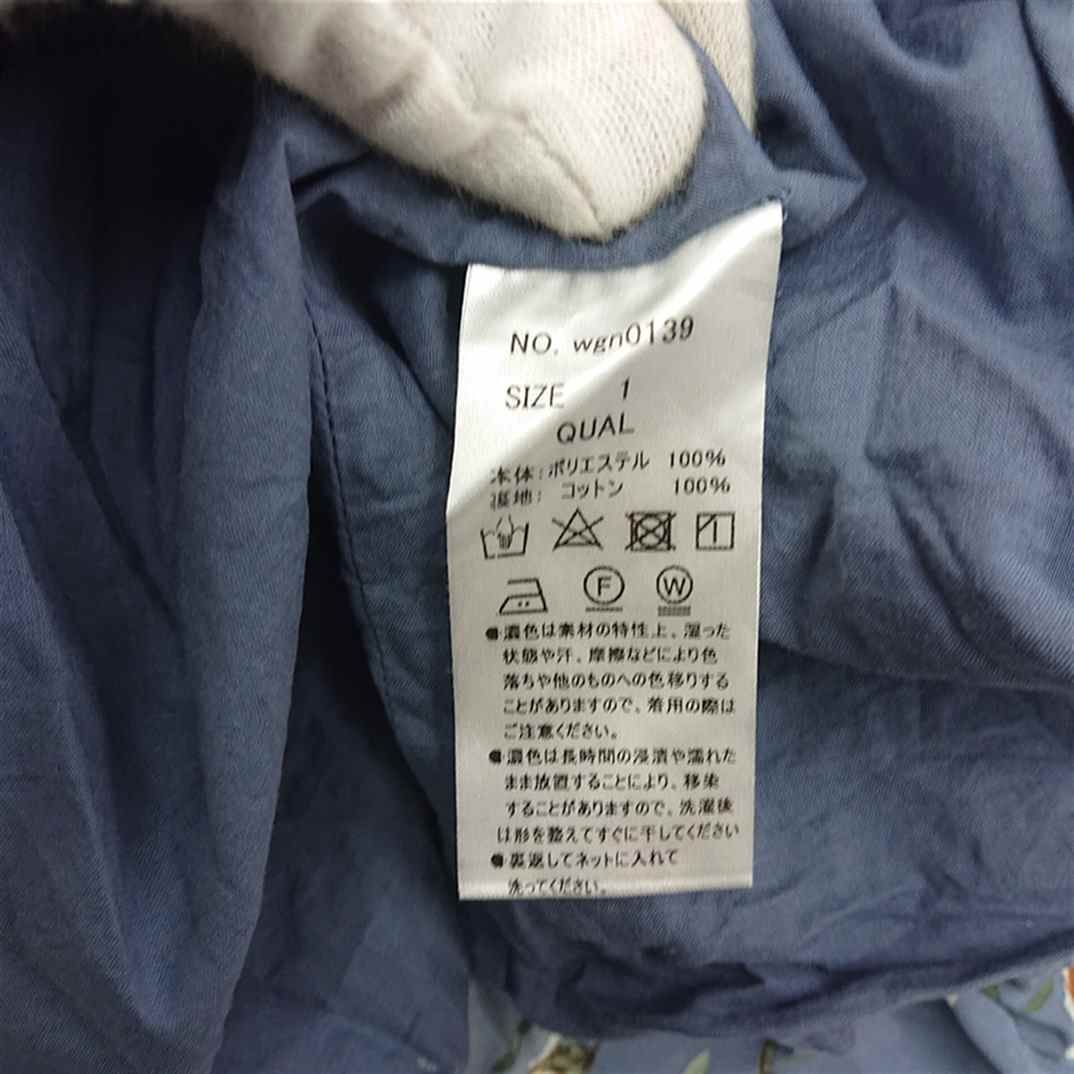 NO. wgn0139
SIZE 1
QUAL
本体: ポリエステル 100%
裏地: コットン 100%
F W
●濃色は素材の特性上、湿った
状態や汗、摩擦などにより色
落ちや他のものへの色移りする
ことがありますので、着用の際は
ご注意ください。
●濃色は長時間の浸漬や濡れた
まま放置することにより、移染
することがありますので、洗濯後
は形を整えてすぐに干してください
●裏返してネットに入れて
洗ってください。